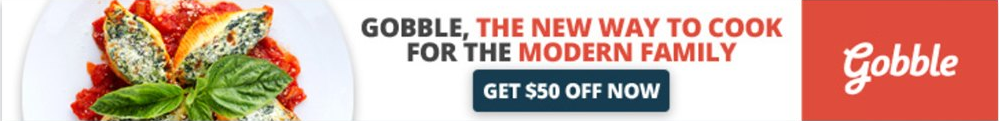 GOBBLE, THE NEW WAY TO COOK
FOR THE MODERN FAMILY
GET $50 OFF NOW
Gobble